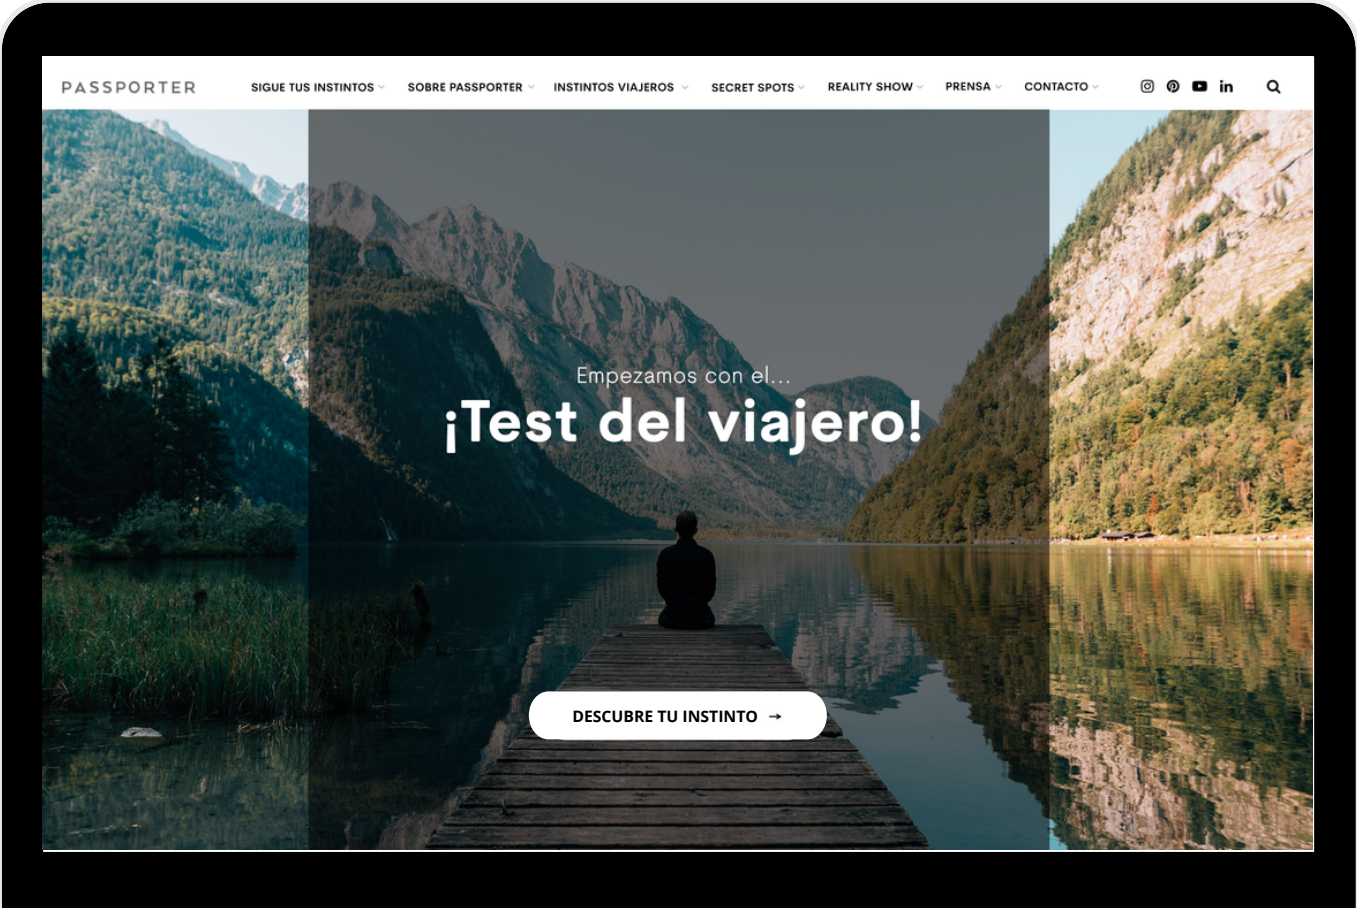 PASSPORTER
SIGUE TUS INSTINTOS
SOBRE PASSPORTER
INSTINTOS VIAJEROS
SECRET SPOTS
REALITY SHOW
PRENSA
CONTACTO
Empezamos con el...
¡Test del viajero!
DESCUBRE TU INSTINTO →